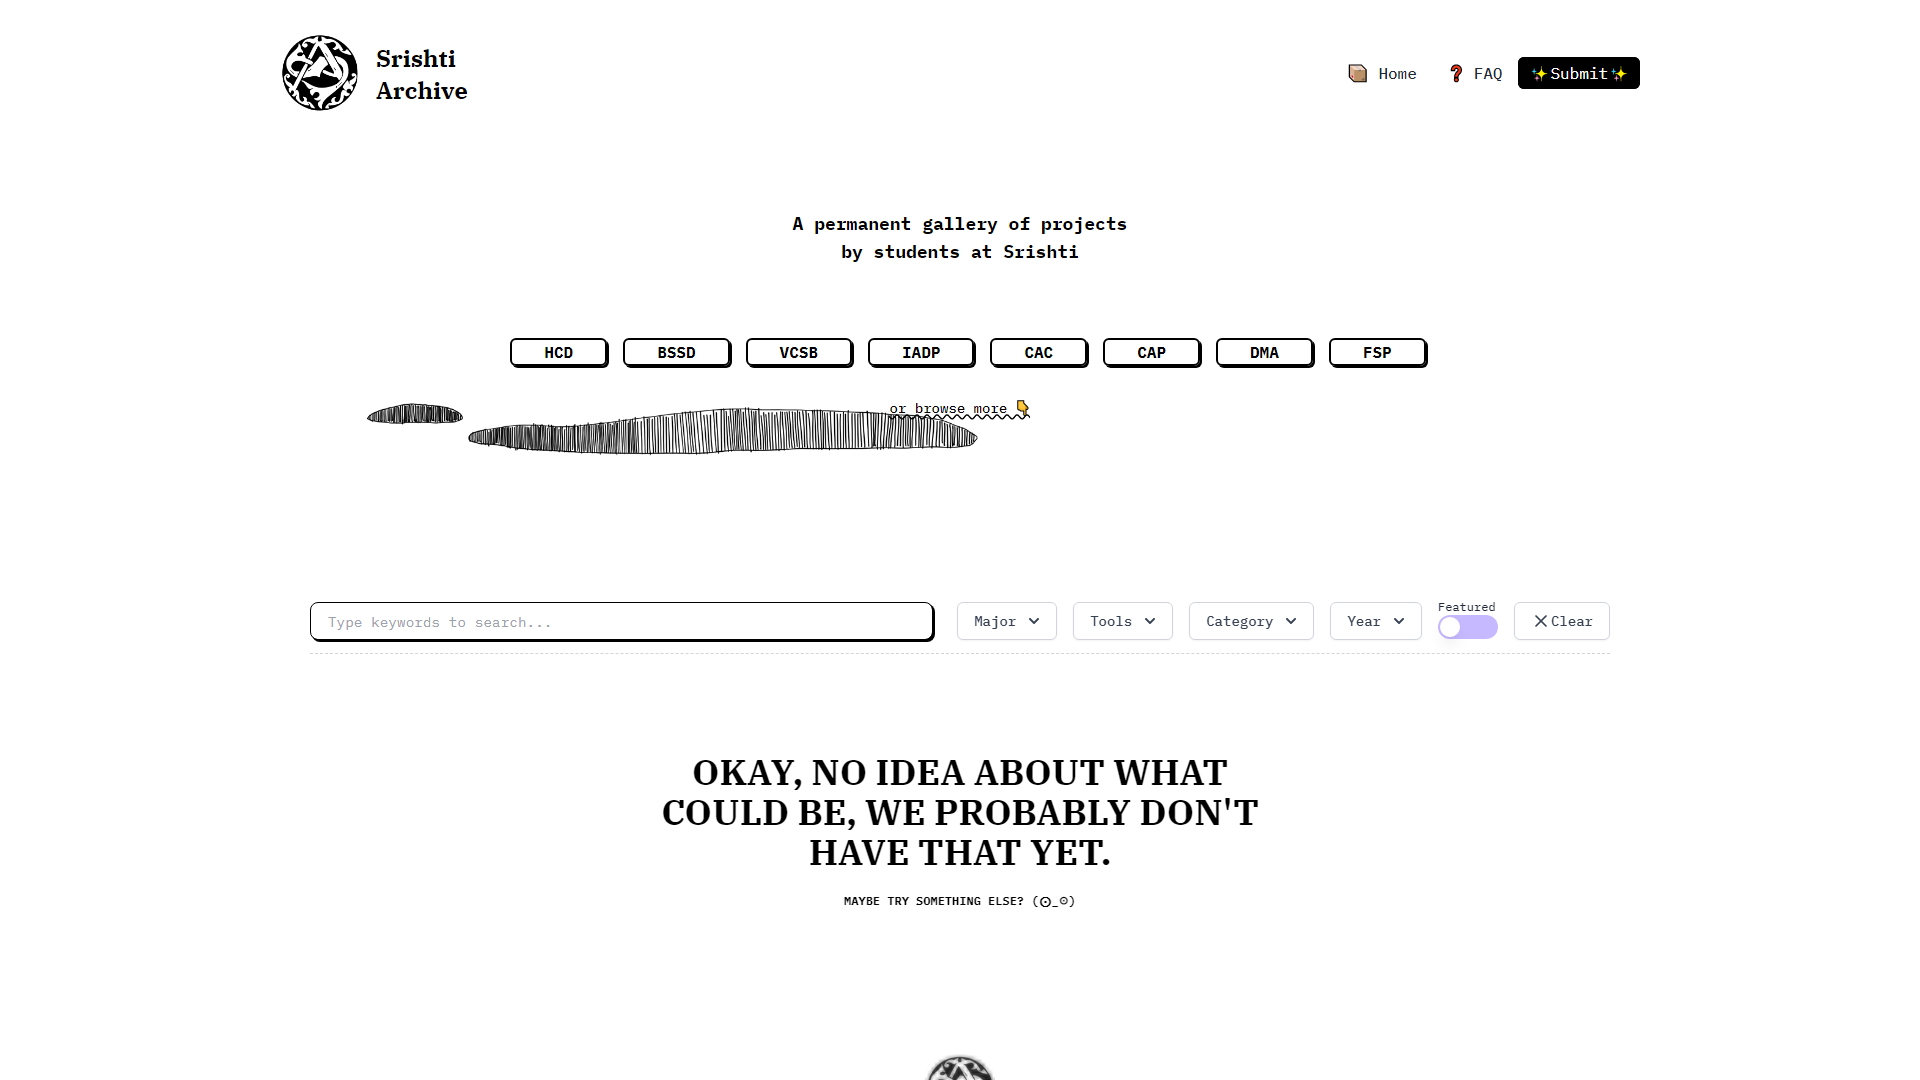 Srishti
Archive
Home
FAQ
✨Submit✨
A permanent gallery of projects
by students at Srishti
HCD
BSSD
VCSB
IADP
CAC
CAP
DMA
FSP
or browse more 👇
Type keywords to search...
Major
Tools
Category
Year
Featured
Clear
OKAY, NO IDEA ABOUT WHAT
COULD BE, WE PROBABLY DON'T
HAVE THAT YET.
MAYBE TRY SOMETHING ELSE? (⊙_☉)